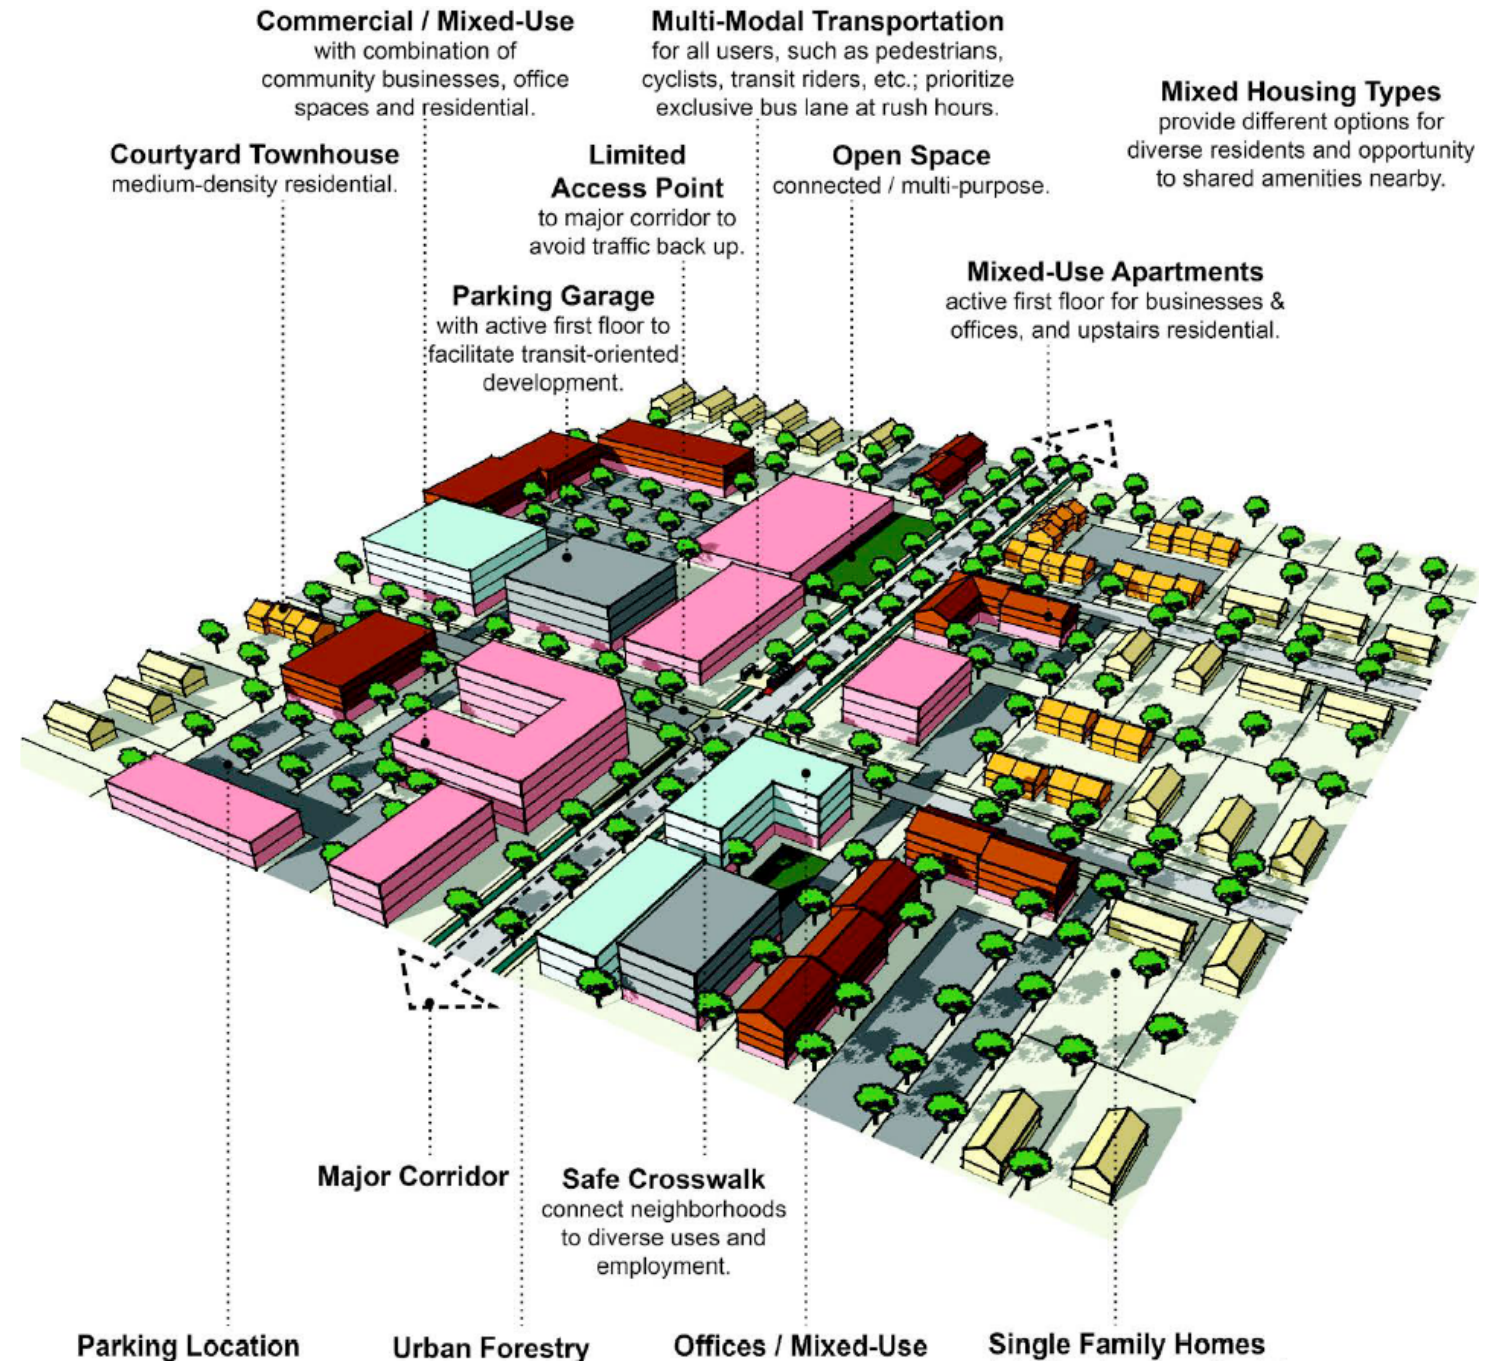 Commercial / Mixed-Use
with combination of
community businesses, office
spaces and residential.
Multi-Modal Transportation
for all users, such as pedestrians,
cyclists, transit riders, etc.; prioritize
exclusive bus lane at rush hours.
Mixed Housing Types
provide different options for
diverse residents and opportunity
to shared amenities nearby.
Courtyard Townhouse
medium-density residential.
Limited
Access Point
to major corridor to
avoid traffic back up.
Open Space
connected / multi-purpose.
Parking Garage
with active first floor to
facilitate transit-oriented
development.
Mixed-Use Apartments
active first floor for businesses &
offices, and upstairs residential.
Major Corridor
Safe Crosswalk
connect neighborhoods
to diverse uses and
employment.
Parking Location
Urban Forestry
Offices / Mixed-Use
Single Family Homes